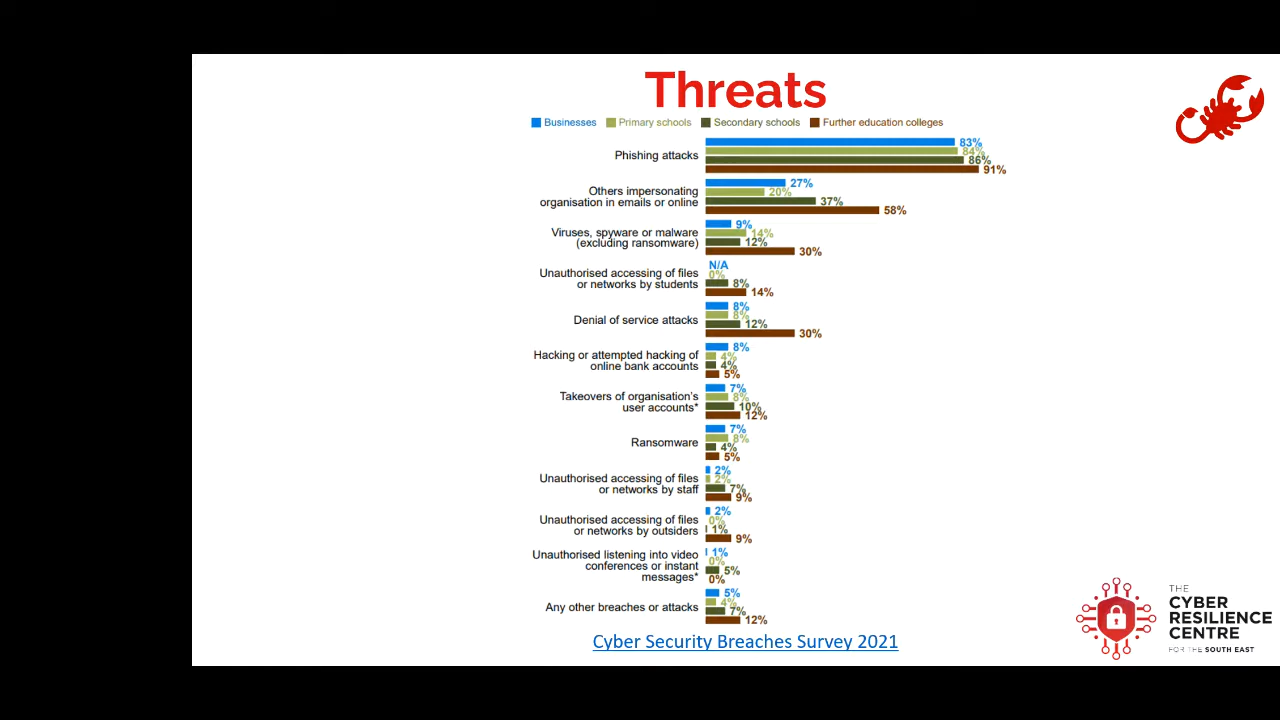 Threats
Businesses Primary schools Secondary schools Further education colleges
Phishing attacks
83%
84%
86%
91%
Others impersonating
organisation in emails or online
27%
20%
37%
58%
Viruses, spyware or malware
(excluding ransomware)
9%
14%
12%
30%
Unauthorised accessing of files
or networks by students
N/A
0%
8%
14%
Denial of service attacks
8%
8%
12%
30%
Hacking or attempted hacking of
online bank accounts
8%
4%
4%
5%
Takeovers of organisation's
user accounts*
7%
8%
10%
12%
Ransomware
7%
8%
4%
5%
Unauthorised accessing of files
or networks by staff
2%
2%
7%
9%
Unauthorised accessing of files
or networks by outsiders
2%
0%
1%
9%
Unauthorised listening into video
conferences or instant
messages*
1%
0%
5%
0%
Any other breaches or attacks
5%
4%
7%
12%
Cyber Security Breaches Survey 2021
THE
CYBER
RESILIENCE
CENTRE
FOR THE SOUTH EAST